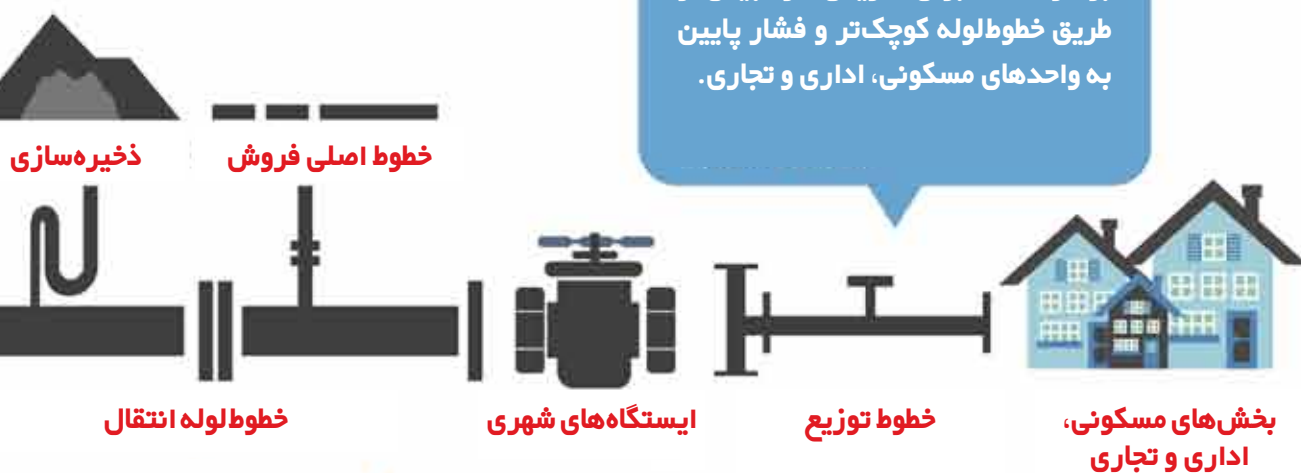 طریق خطوط‌لوله کوچک‌تر و فشار پایین
به واحدهای مسکونی، اداری و تجاری.
ذخیره‌سازی
خطوط اصلی فروش
خطوط‌لوله انتقال
ایستگاه‌های شهری
خطوط توزیع
بخش‌های مسکونی،
اداری و تجاری